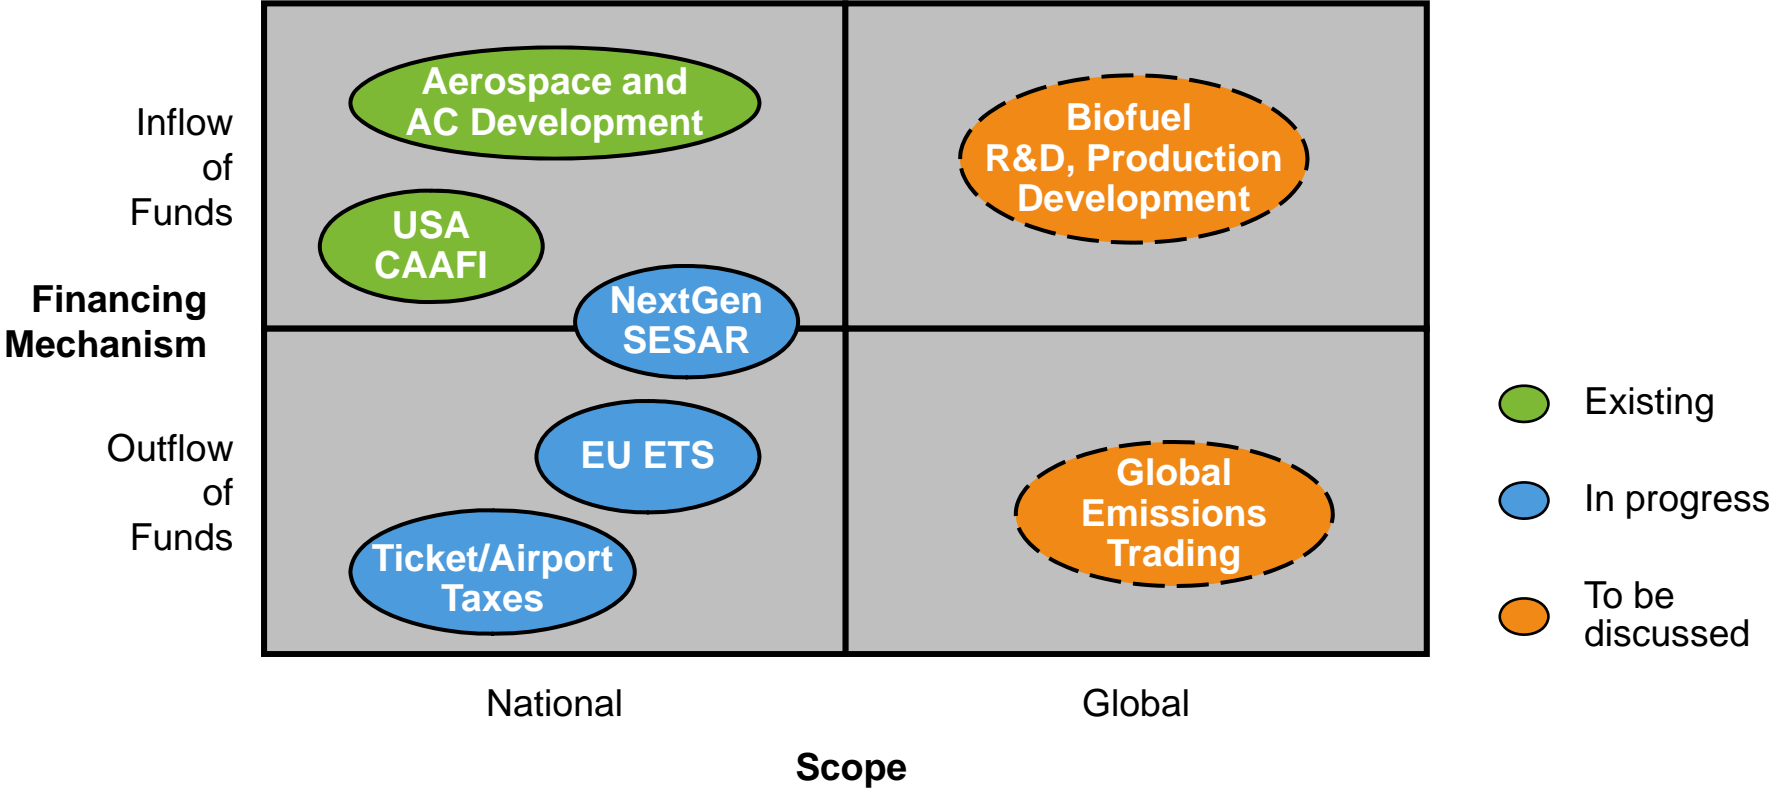 Aerospace and
AC Development
Biofuel
R&D, Production
Development
Inflow
of
Funds
USA
CAAFI
NextGen
SESAR
Financing
Mechanism
Outflow
of
Funds
EU ETS
Ticket/Airport
Taxes
Global
Emissions
Trading
Existing
In progress
To be
discussed
National
Global
Scope